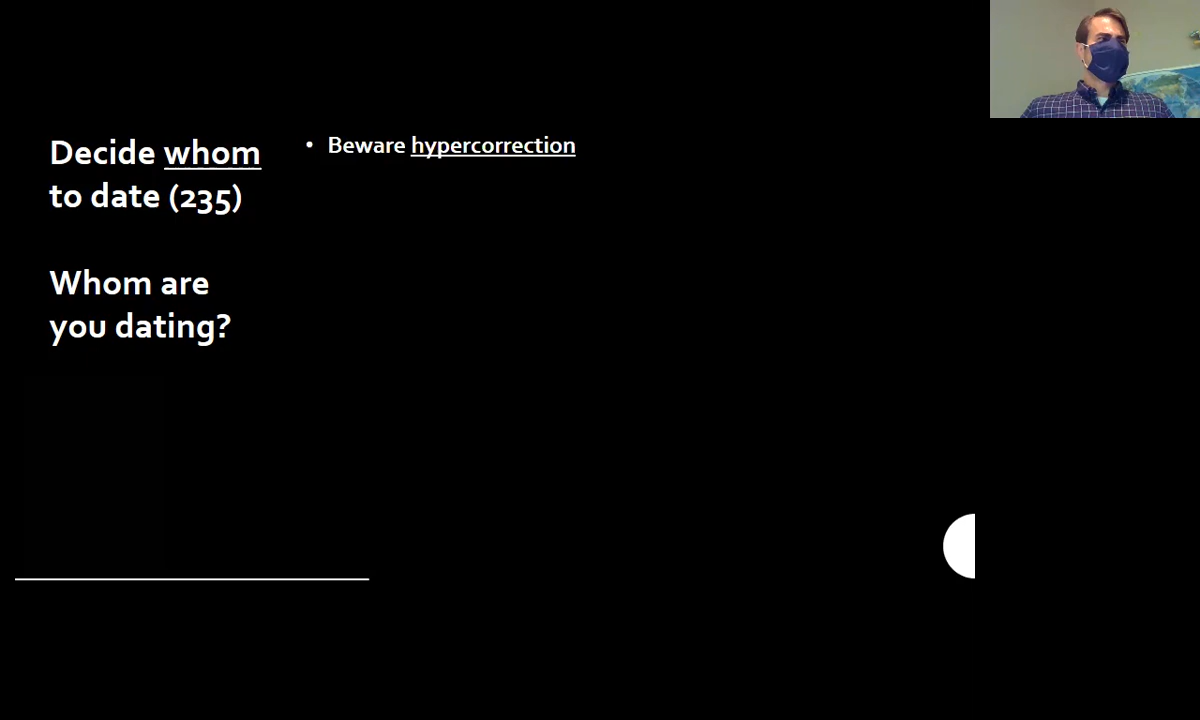 Decide whom
to date (235)
Whom are
you dating?
• Beware hypercorrection